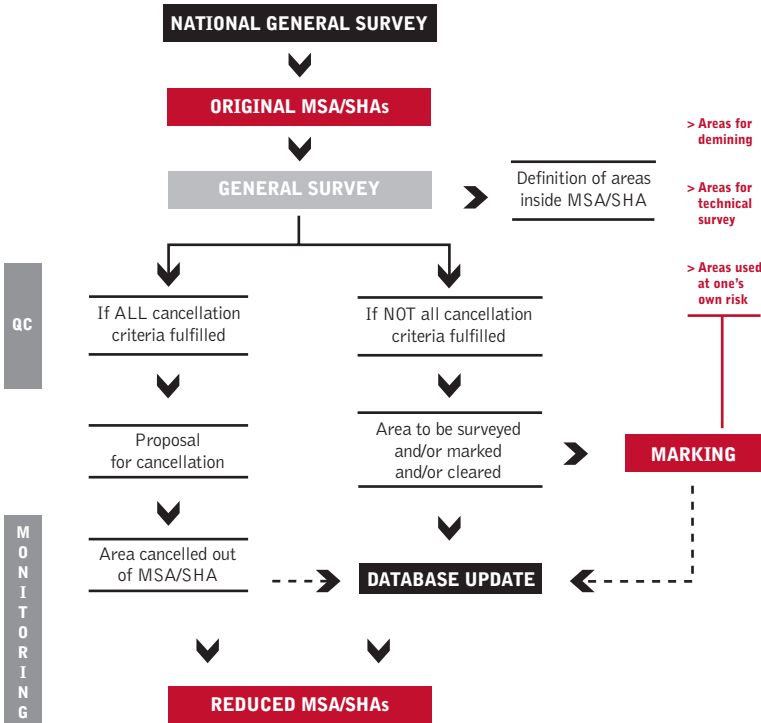 NATIONAL GENERAL SURVEY
ORIGINAL MSA/SHAs
> Areas for
demining
GENERAL SURVEY
Definition of areas
inside MSA/SHA
> Areas for
technical
survey
> Areas used
at one's
own risk
QC
If ALL cancellation
criteria fulfilled
If NOT all cancellation
criteria fulfilled
Proposal
for cancellation
Area to be surveyed
and/or marked
and/or cleared
MARKING
MONITORING
Area cancelled out
of MSA/SHA
DATABASE UPDATE
REDUCED MSA/SHAs